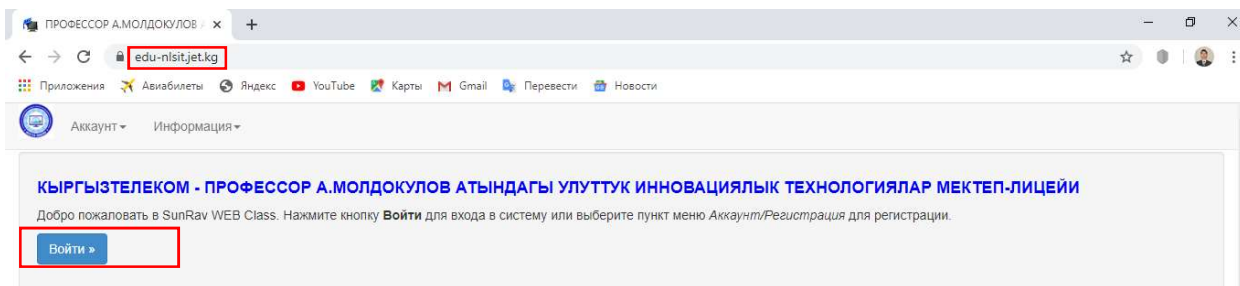 ПРОФЕССОР А.МОЛДОКУЛОВ А
edu-nlsit.jet.kg
Приложения Авиабилеты Яндекс YouTube Карты Gmail Перевести Новости
Аккаунт Информация
КЫРГЫЗТЕЛЕКОМ - ПРОФЕССОР А.МОЛДОКУЛОВ АТЫНДАГЫ УЛУТТУК ИННОВАЦИЯЛЫК ТЕХНОЛОГИЯЛАР МЕКТЕП-ЛИЦЕЙИ
Добро пожаловать в SunRav WEB Class. Нажмите кнопку Войти для входа в систему или выберите пункт меню Аккаунт/Регистрация для регистрации.
Войти »